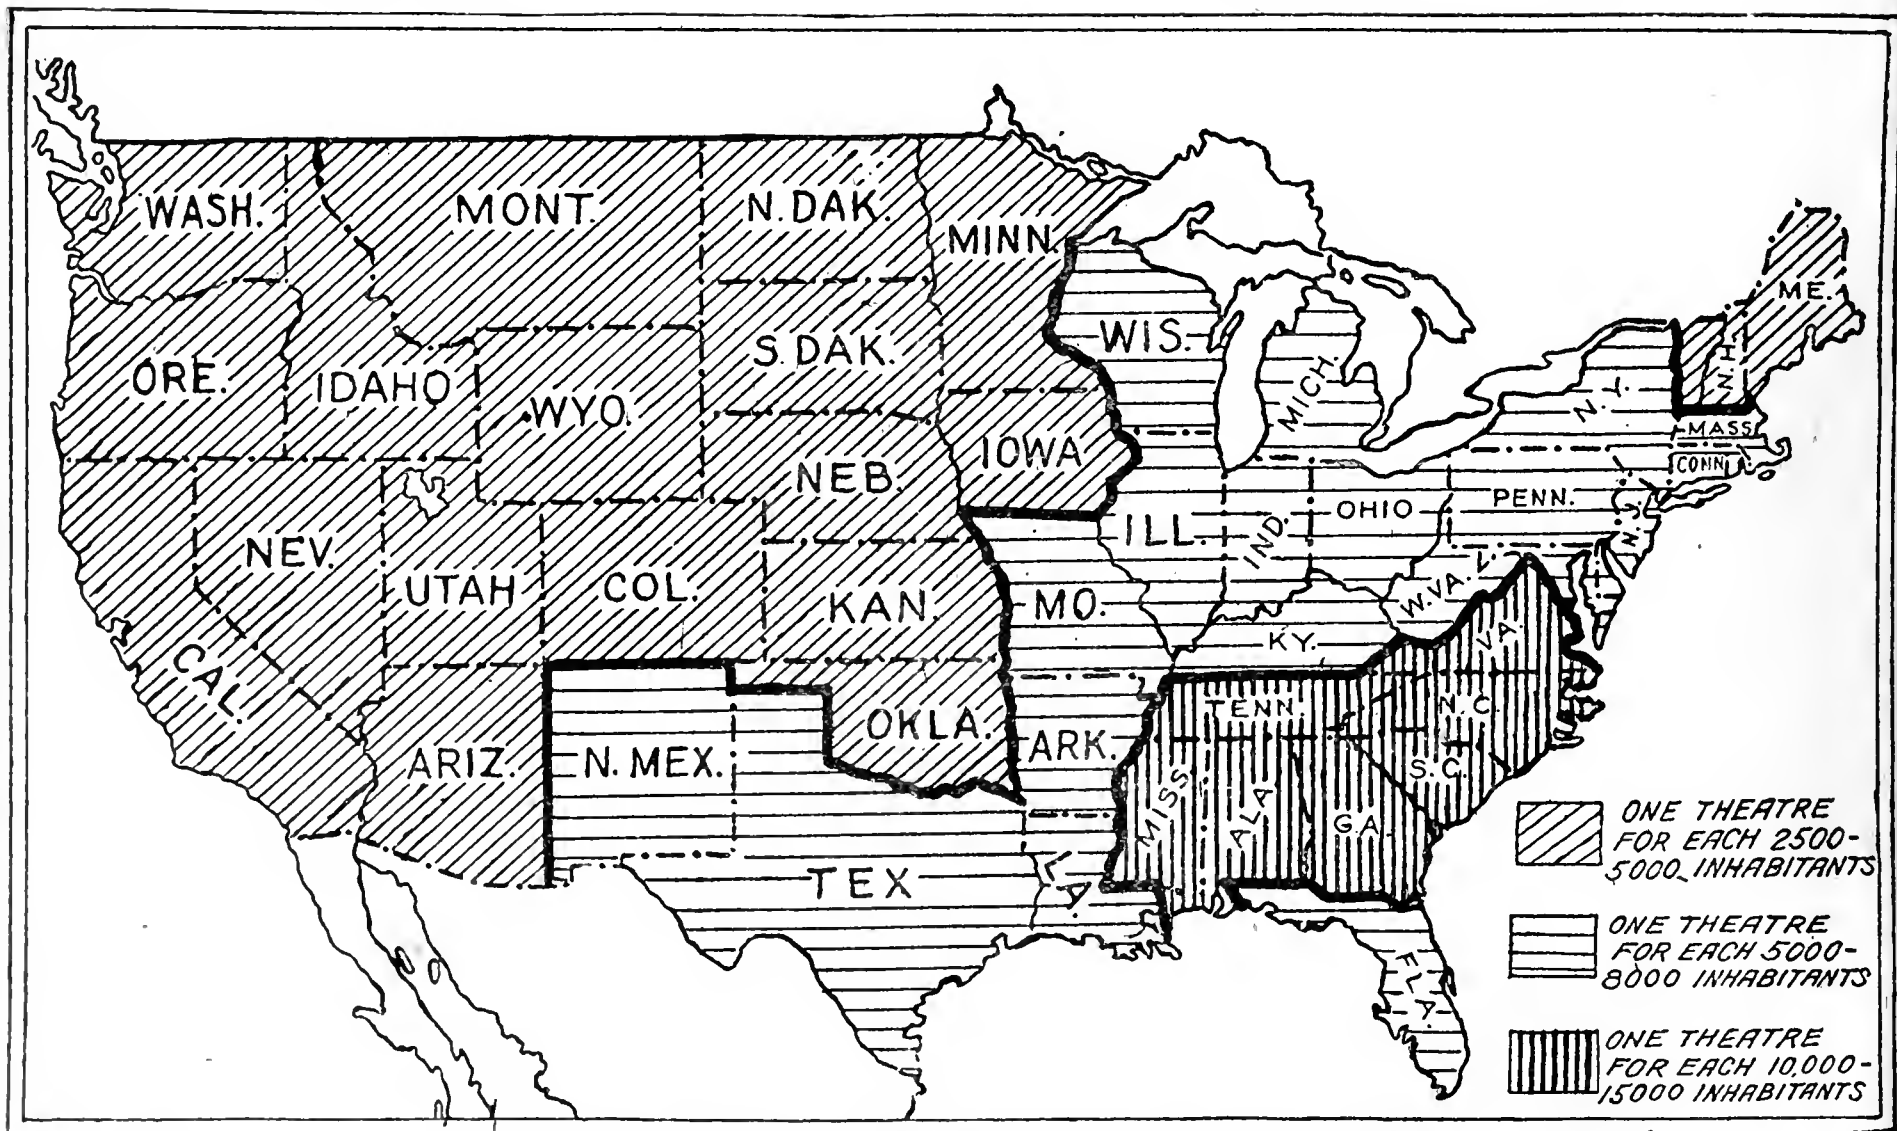 WASH.
MONT.
N. DAK.
MINN.
ORE.
IDAHO
WYO.
S. DAK.
WIS.
MICH.
N.Y.
N.H.
ME.
MASS
CONN
NEV.
UTAH
COL.
NEB.
IOWA
ILL.
IND.
OHIO
PENN.
N.J.
CAL.
KAN.
MO.
KY.
W.VA.
VA.
ARIZ.
N. MEX.
OKLA.
ARK.
TENN.
N.C.
S.C.
TEX
LA.
MISS.
ALA
GA.
FLA.
ONE THEATRE
FOR EACH 2500-
5000 INHABITANTS
ONE THEATRE
FOR EACH 5000-
8000 INHABITANTS
ONE THEATRE
FOR EACH 10,000-
15000 INHABITANTS